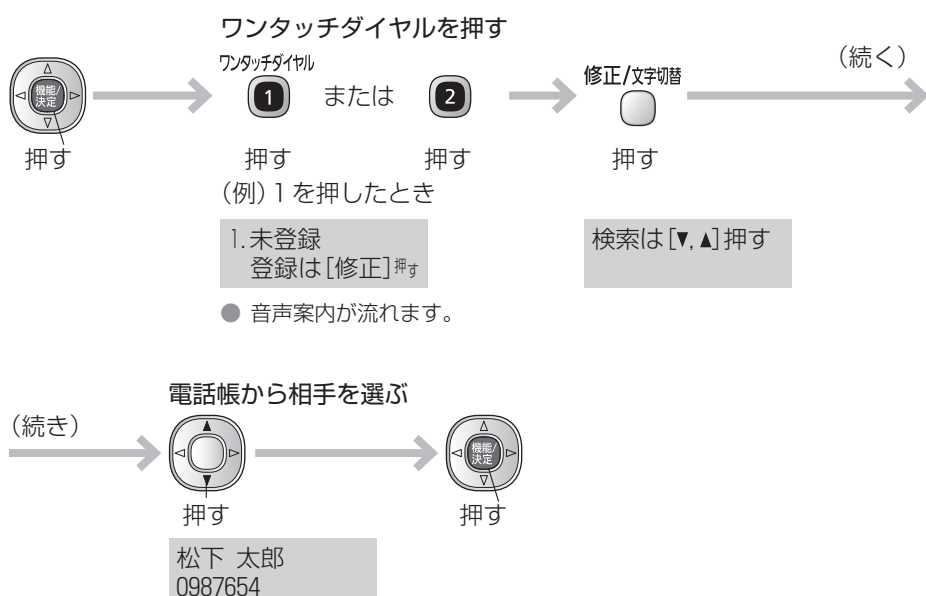 ワンタッチダイヤルを押す
ワンタッチダイヤル
機能/
決定
1 または 2
修正/文字切替
(続く)
押す 押す 押す 押す
(例)1を押したとき
1.未登録
登録は[修正]押す
検索は[▼,▲]押す
● 音声案内が流れます。
電話帳から相手を選ぶ
(続き)
機能/
決定
押す 押す
松下 太郎
0987654